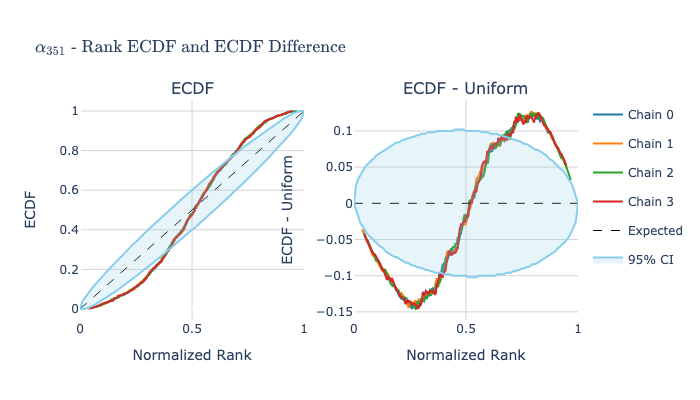 α₃₅₁ - Rank ECDF and ECDF Difference
ECDF
ECDF
1
0.8
0.6
0.4
0.2
0
0
0.5
1
Normalized Rank
ECDF - Uniform
ECDF - Uniform
0.1
0.05
0
−0.05
−0.1
−0.15
0
0.5
1
Normalized Rank
Chain 0
Chain 1
Chain 2
Chain 3
Expected
95% CI